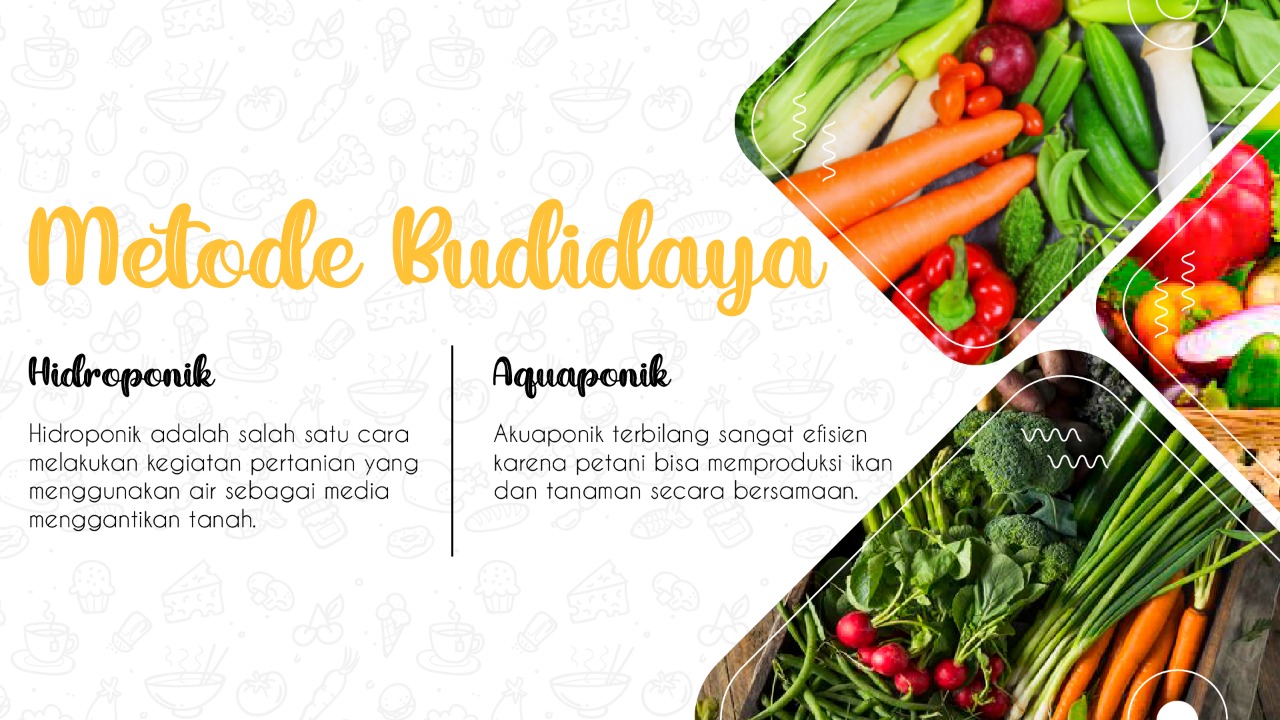 Metode Budidaya
Hidroponik
Hidroponik adalah salah satu cara
melakukan kegiatan pertanian yang
menggunakan air sebagai media
menggantikan tanah.
Aquaponik
Akuaponik terbilang sangat efisien
karena petani bisa memproduksi ikan
dan tanaman secara bersamaan.